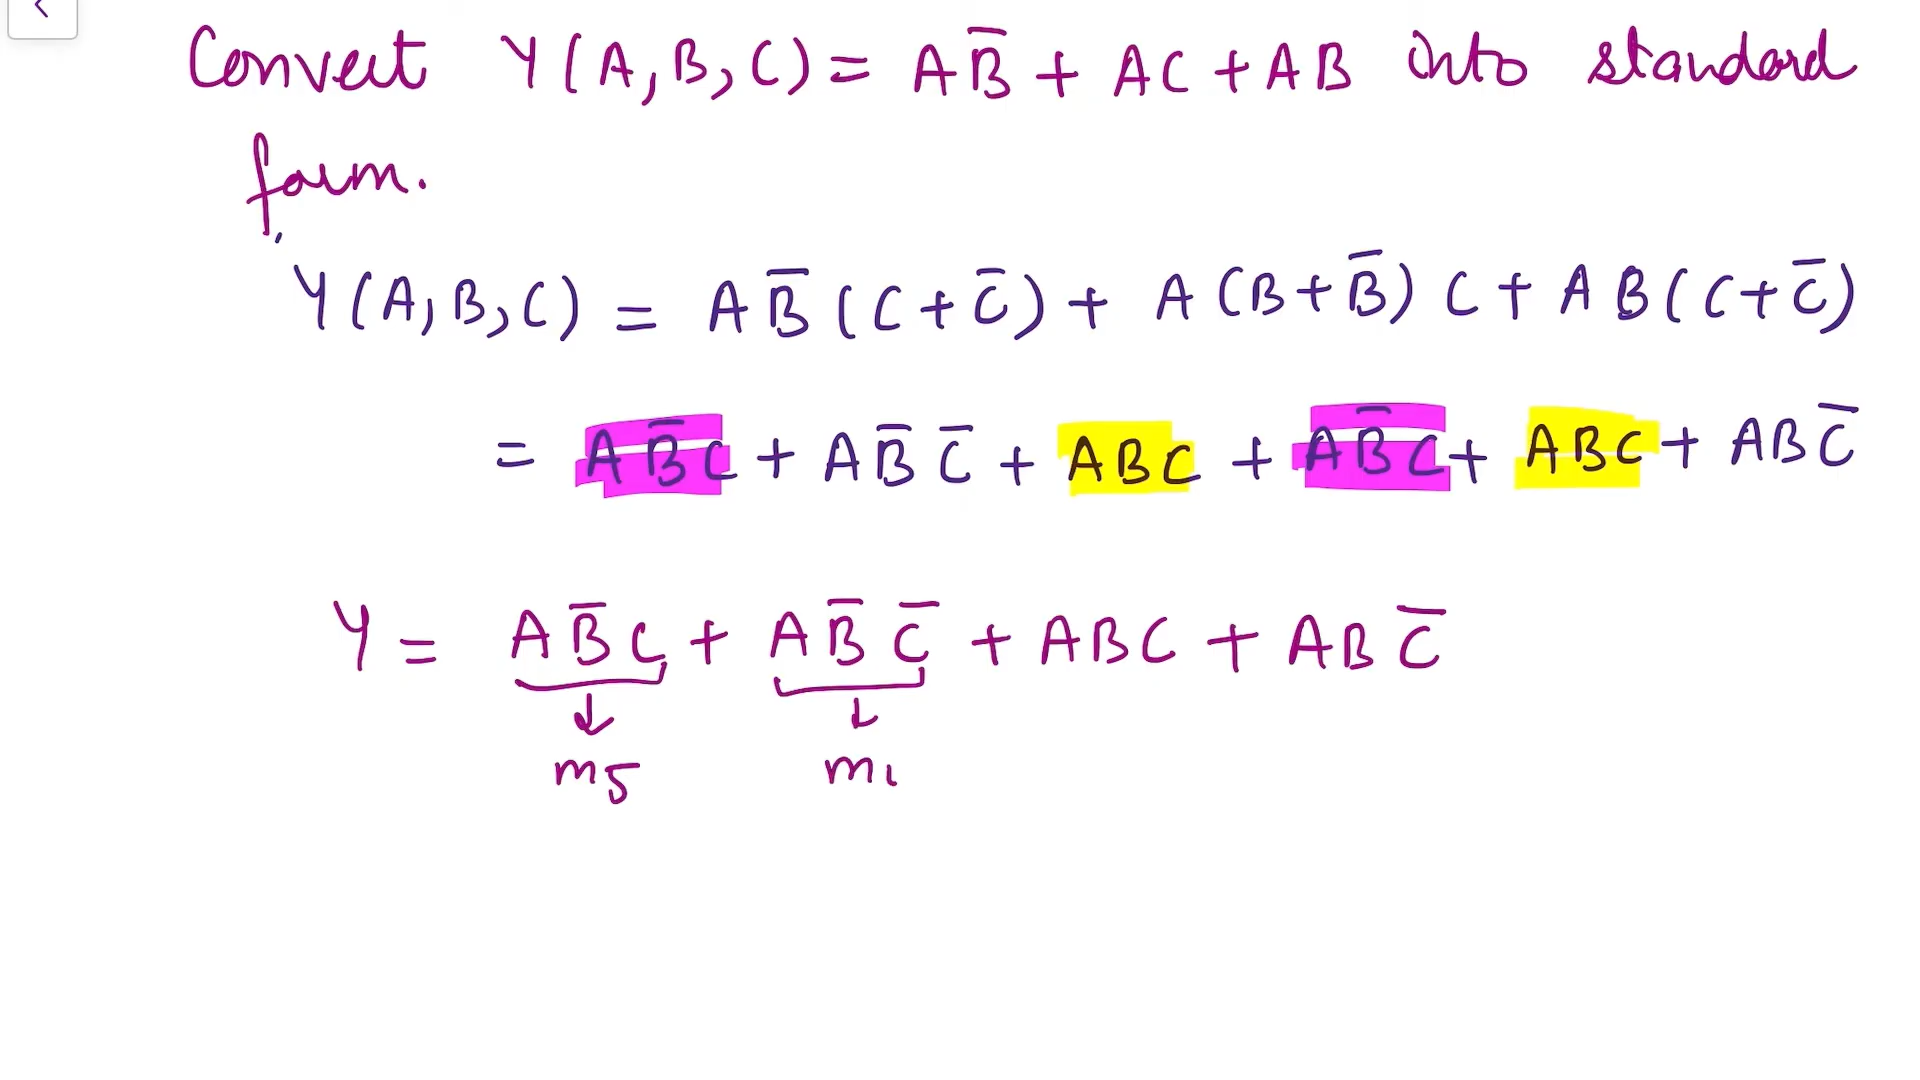 Convert Y(A,B,C)= AB̅ + AC + AB into standard
form.
Y(A,B,C) = AB̅(C+C̅)+ A(B+B̅)C+ AB(C+C̅)
= AB̅C + AB̅C̅ + ABC + AB̅C+ ABC+ ABC̅
Y = AB̅C + AB̅C̅ + ABC + ABC̅
↓ ↓
m5 m1